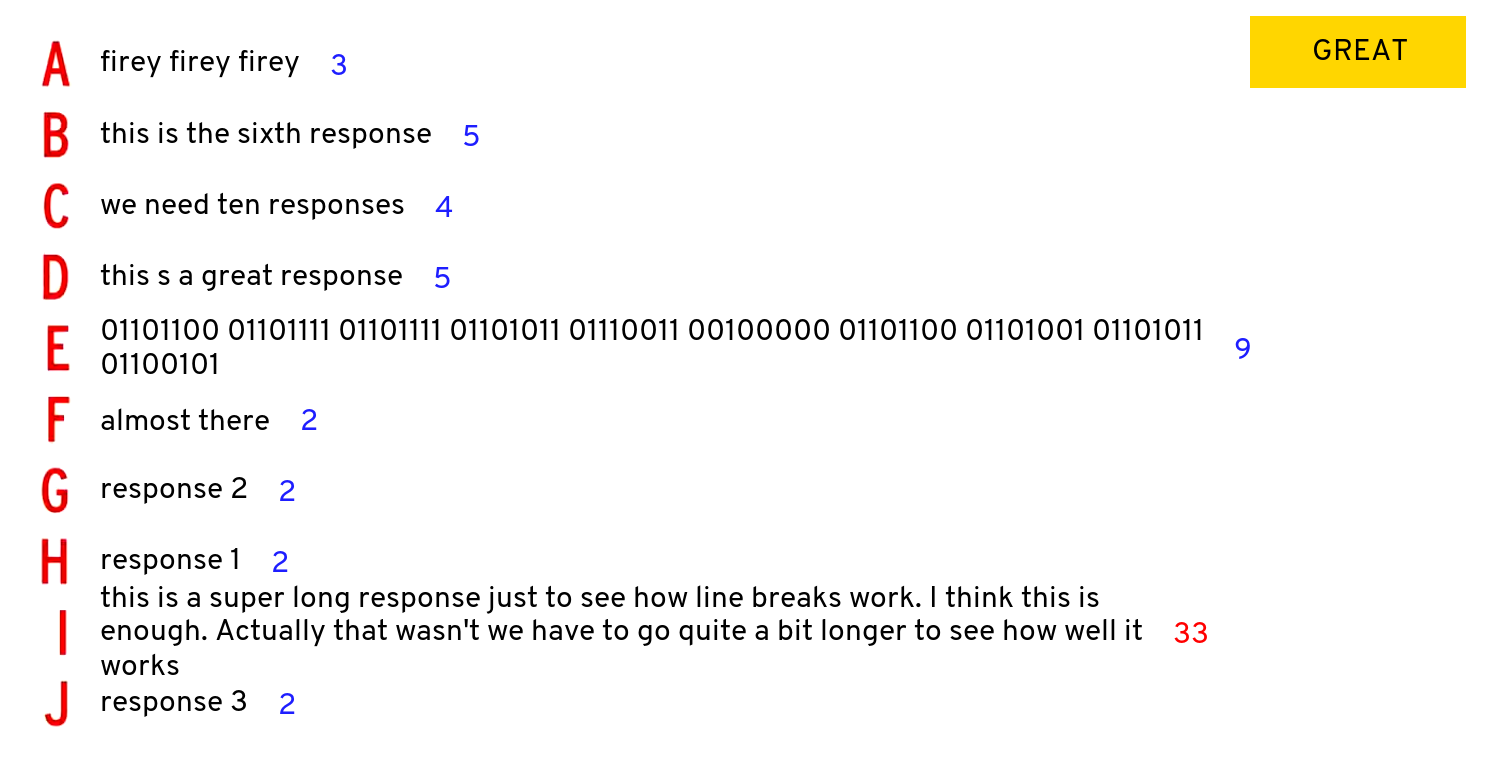 GREAT
A firey firey firey 3
B this is the sixth response 5
C we need ten responses 4
D this s a great response 5
E 01101100 01101111 01101111 01101011 01110011 00100000 01101100 01101001 01101011 9
01100101
F almost there 2
G response 2 2
H response 1 2
this is a super long response just to see how line breaks work. I think this is
I enough. Actually that wasn't we have to go quite a bit longer to see how well it 33
works
J response 3 2